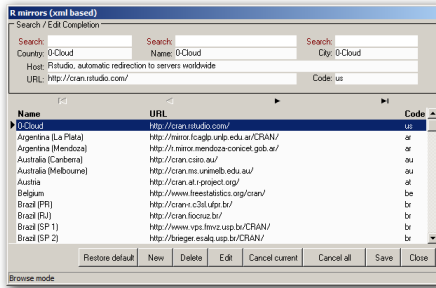 R mirrors (xml based)
Search / Edit Completion
Search: Search: Search:
Country: 0-Cloud Name: 0-Cloud City: 0-Cloud
Host: Rstudio, automatic redirection to servers worldwide
URL: http://cran.rstudio.com/ Code: us
Name URL Code
0-Cloud http://cran.rstudio.com/ us
Argentina (La Plata) http://mirror.fcaglp.unlp.edu.ar/CRAN/ ar
Argentina (Mendoza) http://r.mirror.mendoza-conicet.gob.ar/ ar
Australia (Canberra) http://cran.csiro.au/ au
Australia (Melbourne) http://cran.ms.unimelb.edu.au/ au
Austria http://cran.at.r-project.org/ at
Belgium http://www.freestatistics.org/cran/ be
Brazil (PR) http://cran-r.c3sl.ufpr.br/ br
Brazil (RJ) http://cran.fiocruz.br/ br
Brazil (SP 1) http://www.vps.fmvz.usp.br/CRAN/ br
Brazil (SP 2) http://brieger.esalq.usp.br/CRAN/ br
Restore default New Delete Edit Cancel current Cancel all Save Close
Browse mode